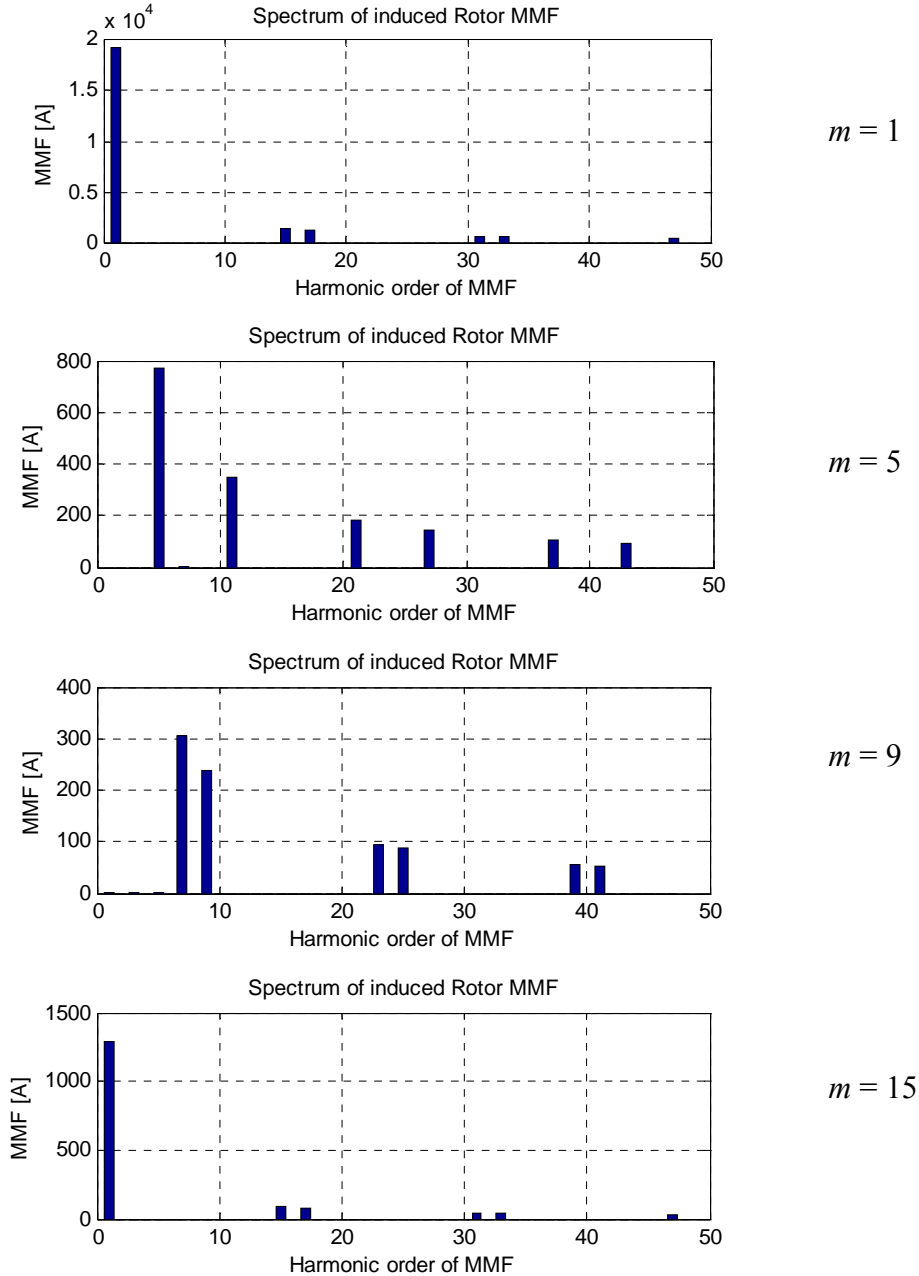 x 10⁴
Spectrum of induced Rotor MMF
2
1.5
1
0.5
0
MMF [A]
0 10 20 30 40 50
Harmonic order of MMF
m = 1
Spectrum of induced Rotor MMF
800
600
400
200
0
MMF [A]
0 10 20 30 40 50
Harmonic order of MMF
m = 5
Spectrum of induced Rotor MMF
400
300
200
100
0
MMF [A]
0 10 20 30 40 50
Harmonic order of MMF
m = 9
Spectrum of induced Rotor MMF
1500
1000
500
0
MMF [A]
0 10 20 30 40 50
Harmonic order of MMF
m = 15